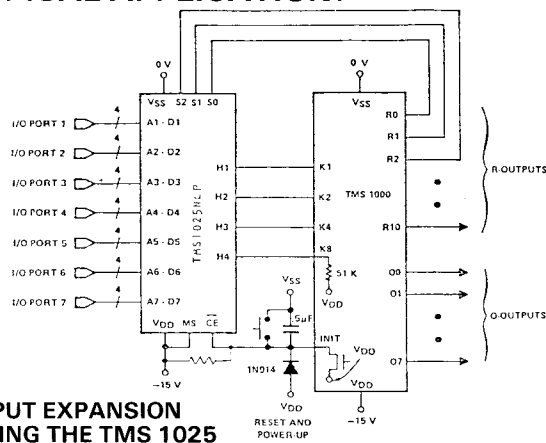 0 V
0 V
VSS S2 S1 S0
VSS
I/O PORT 1 4 A1 - D1
I/O PORT 2 4 A2 - D2
I/O PORT 3 4 A3 - D3
I/O PORT 4 4 A4 - D4
I/O PORT 5 4 A5 - D5
I/O PORT 6 4 A6 - D6
I/O PORT 7 4 A7 - D7
TMS1025NLP
H1
H2
H3
H4
VDD MS CE
-15 V
K1
K2
K4
K8
TMS 1000
R0
R1
R2
R10
R-OUTPUTS
O0
O1
O7
O-OUTPUTS
51 K
VDD
VSS
.5µF
INIT
VDD
1N914
VDD
VDD
-15 V
RESET AND
POWER-UP
PUT EXPANSION
ING THE TMS 1025